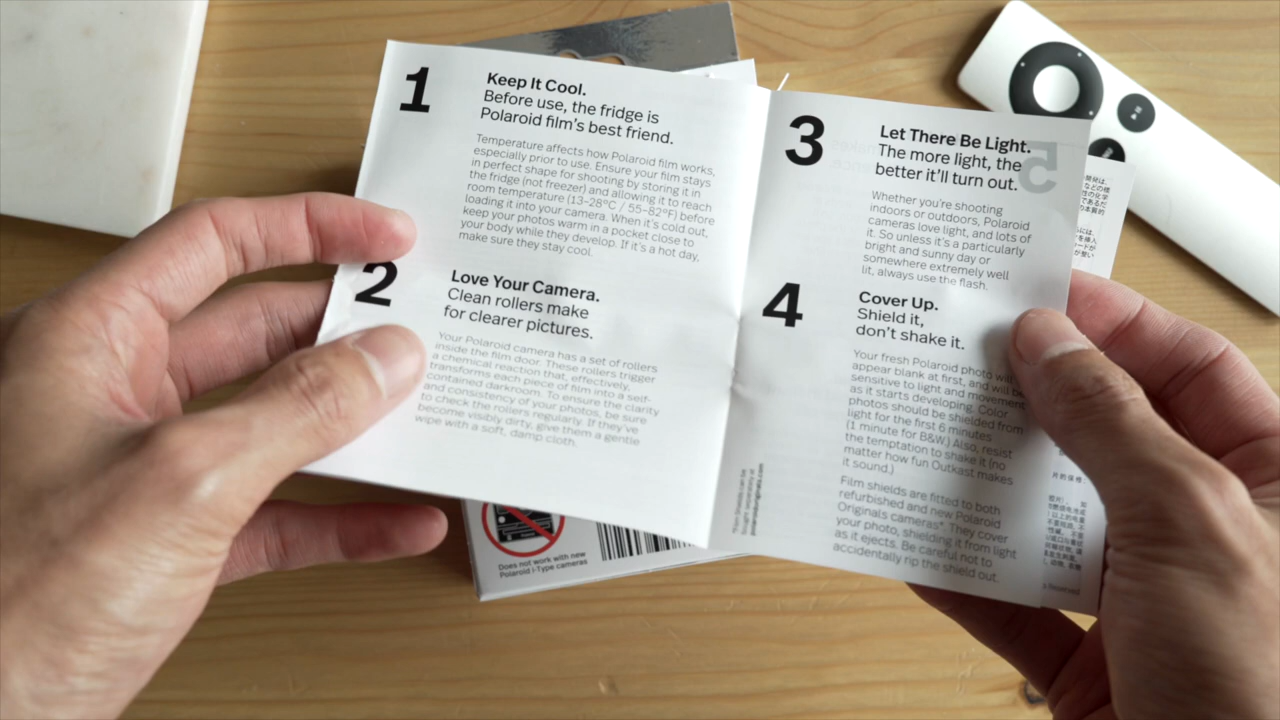 1
Keep It Cool.
Before use, the fridge is
Polaroid film's best friend.
Temperature affects how Polaroid film works,
especially prior to use. Ensure your film stays
in perfect shape for shooting by storing it in
the fridge (not freezer) and allowing it to reach
room temperature (13–28°C / 55–82°F) before
loading it into your camera. When it's cold out,
keep your photos warm in a pocket close to
your body while they develop. If it's a hot day,
make sure they stay cool.
2
Love Your Camera.
Clean rollers make
for clearer pictures.
Your Polaroid camera has a set of rollers
inside the film door. These rollers trigger
a chemical reaction that, effectively,
transforms each piece of film into a self-
contained darkroom. To ensure the clarity
and consistency of your photos, be sure
to check the rollers regularly. If they've
become visibly dirty, give them a gentle
wipe with a soft, damp cloth.
3
Let There Be Light.
The more light, the
better it'll turn out.
Whether you're shooting
indoors or outdoors, Polaroid
cameras love light, and lots of
it. So unless it's a particularly
bright and sunny day or
somewhere extremely well
lit, always use the flash.
4
Cover Up.
Shield it,
don't shake it.
Your fresh Polaroid photo will
appear blank at first, and will be
sensitive to light and movement
as it starts developing. Color
photos should be shielded from
light for the first 6 minutes
(1 minute for B&W.) Also, resist
the temptation to shake it (no
matter how fun Outkast makes
it sound.)
Film shields are fitted to both
refurbished and new Polaroid
Originals cameras*. They cover
your photo, shielding it from light
as it ejects. Be careful not to
accidentally rip the shield out.
*Film Shields can be
bought separately at
polaroidoriginals.com
5
Does not work with new
Polaroid i-Type cameras